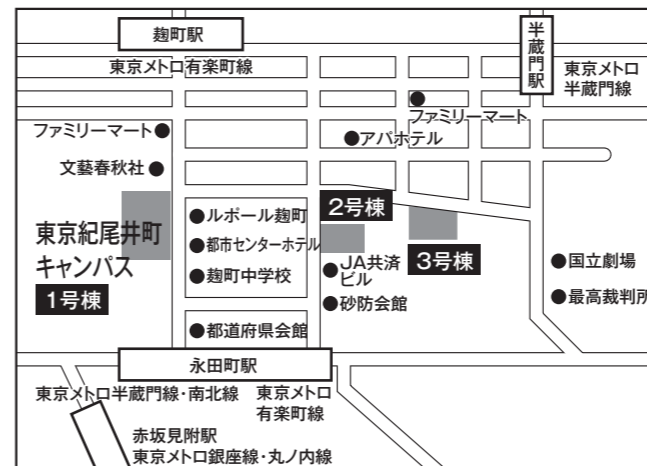 麹町駅
半蔵門駅
東京メトロ有楽町線
東京メトロ
半蔵門線
ファミリーマート
ファミリーマート
アパホテル
文藝春秋社
ルポール麹町
都市センターホテル
麹町中学校
2号棟
3号棟
JA共済
ビル
砂防会館
東京紀尾井町
キャンパス
1号棟
国立劇場
最高裁判所
都道府県会館
永田町駅
東京メトロ半蔵門線・南北線
東京メトロ
有楽町線
赤坂見附駅
東京メトロ銀座線・丸ノ内線